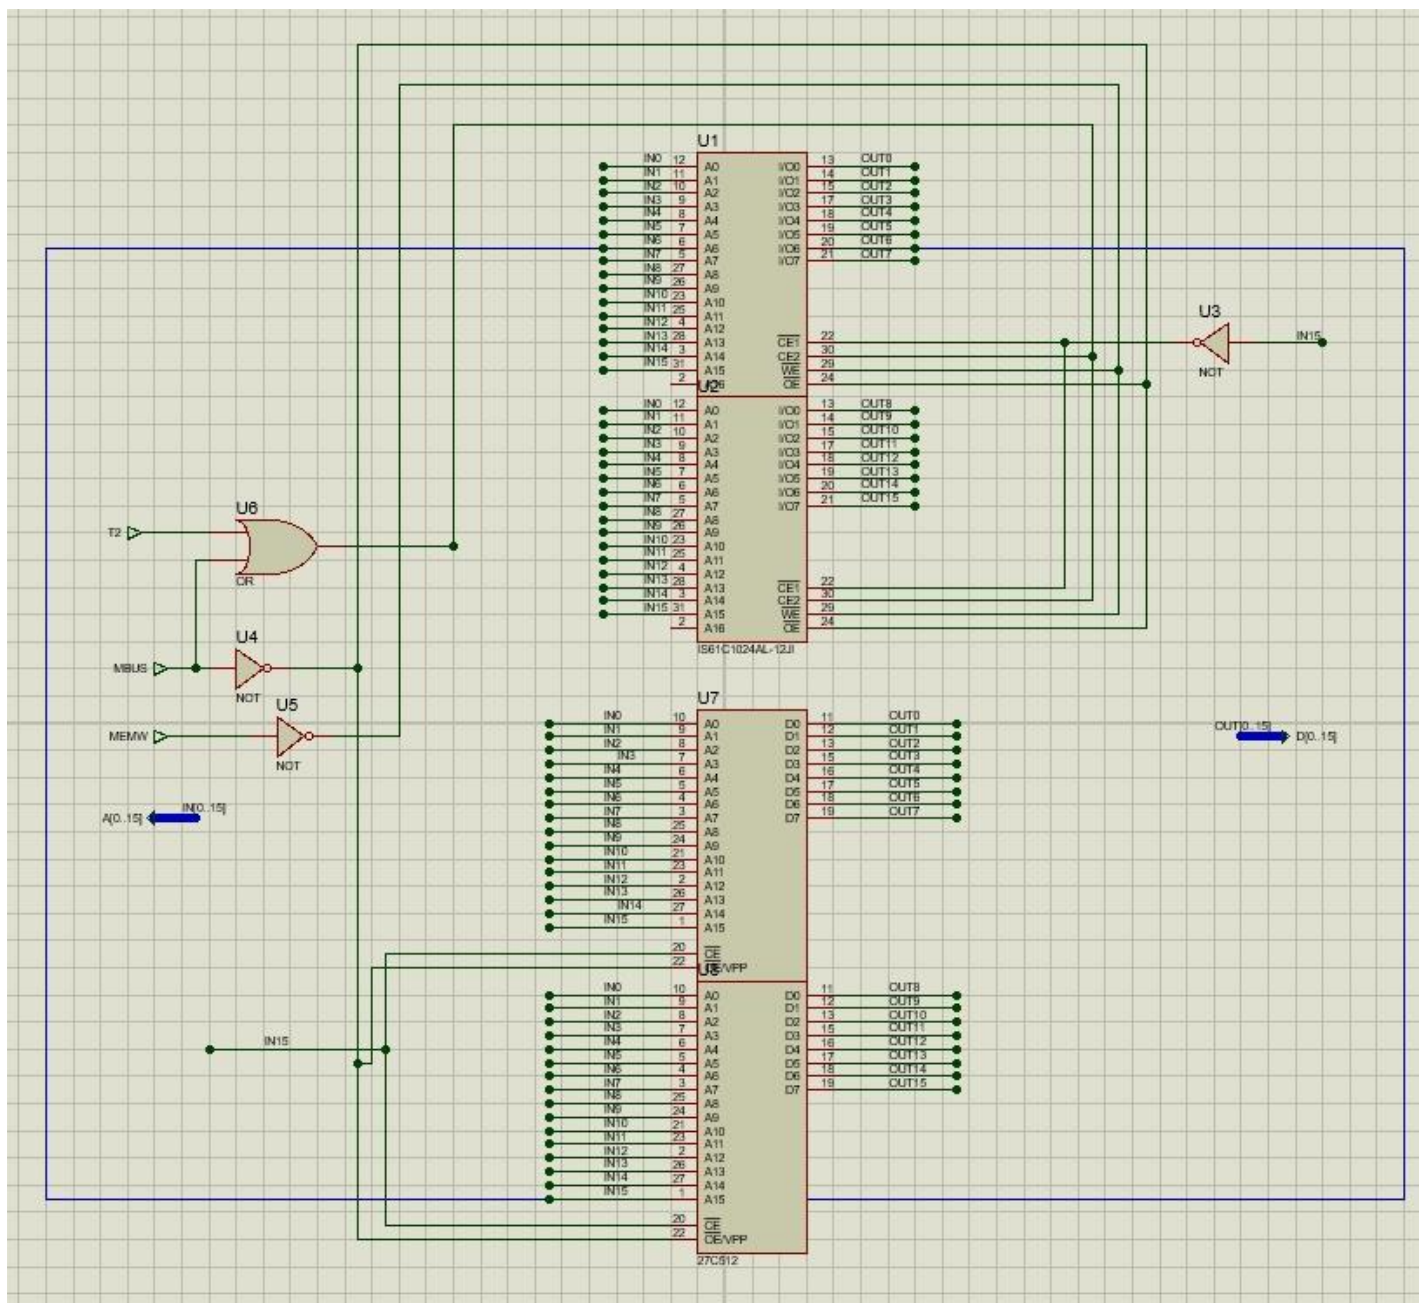 U1
IN0 12 A0 I/O0 13 OUT0
IN1 11 A1 I/O1 14 OUT1
IN2 10 A2 I/O2 15 OUT2
IN3 9 A3 I/O3 17 OUT3
IN4 8 A4 I/O4 18 OUT4
IN5 7 A5 I/O5 19 OUT5
IN6 6 A6 I/O6 20 OUT6
IN7 5 A7 I/O7 21 OUT7
IN8 27 A8
IN9 26 A9
IN10 23 A10
IN11 25 A11
IN12 4 A12
IN13 28 A13 CE1 22
IN14 3 A14 CE2 30
IN15 31 A15 WE 29
2 OE 24
U3
IN15
NOT
U2
IN0 12 A0 I/O0 13 OUT8
IN1 11 A1 I/O1 14 OUT9
IN2 10 A2 I/O2 15 OUT10
IN3 9 A3 I/O3 17 OUT11
IN4 8 A4 I/O4 18 OUT12
IN5 7 A5 I/O5 19 OUT13
IN6 6 A6 I/O6 20 OUT14
IN7 5 A7 I/O7 21 OUT15
IN8 27 A8
IN9 26 A9
IN10 23 A10
IN11 25 A11
IN12 4 A12
IN13 28 A13 CE1 22
IN14 3 A14 CE2 30
IN15 31 A15 WE 29
2 A16 OE 24
IS61C1024AL-12JI
U6
T2
OR
U4
MBUS
NOT
U5
MEMW
NOT
IN[0..15]
A[0..15]
OUT[0..15]
D[0..15]
U7
IN0 10 A0 D0 11 OUT0
IN1 9 A1 D1 12 OUT1
IN2 8 A2 D2 13 OUT2
IN3 7 A3 D3 15 OUT3
IN4 6 A4 D4 16 OUT4
IN5 5 A5 D5 17 OUT5
IN6 4 A6 D6 18 OUT6
IN7 3 A7 D7 19 OUT7
IN8 25 A8
IN9 24 A9
IN10 21 A10
IN11 23 A11
IN12 2 A12
IN13 26 A13
IN14 27 A14
IN15 1 A15
20 CE
22 OE/VPP
U8
IN0 10 A0 D0 11 OUT8
IN1 9 A1 D1 12 OUT9
IN2 8 A2 D2 13 OUT10
IN3 7 A3 D3 15 OUT11
IN4 6 A4 D4 16 OUT12
IN5 5 A5 D5 17 OUT13
IN6 4 A6 D6 18 OUT14
IN7 3 A7 D7 19 OUT15
IN8 25 A8
IN9 24 A9
IN10 21 A10
IN11 23 A11
IN12 2 A12
IN13 26 A13
IN14 27 A14
IN15 1 A15
20 CE
22 OE/VPP
27C512
IN15